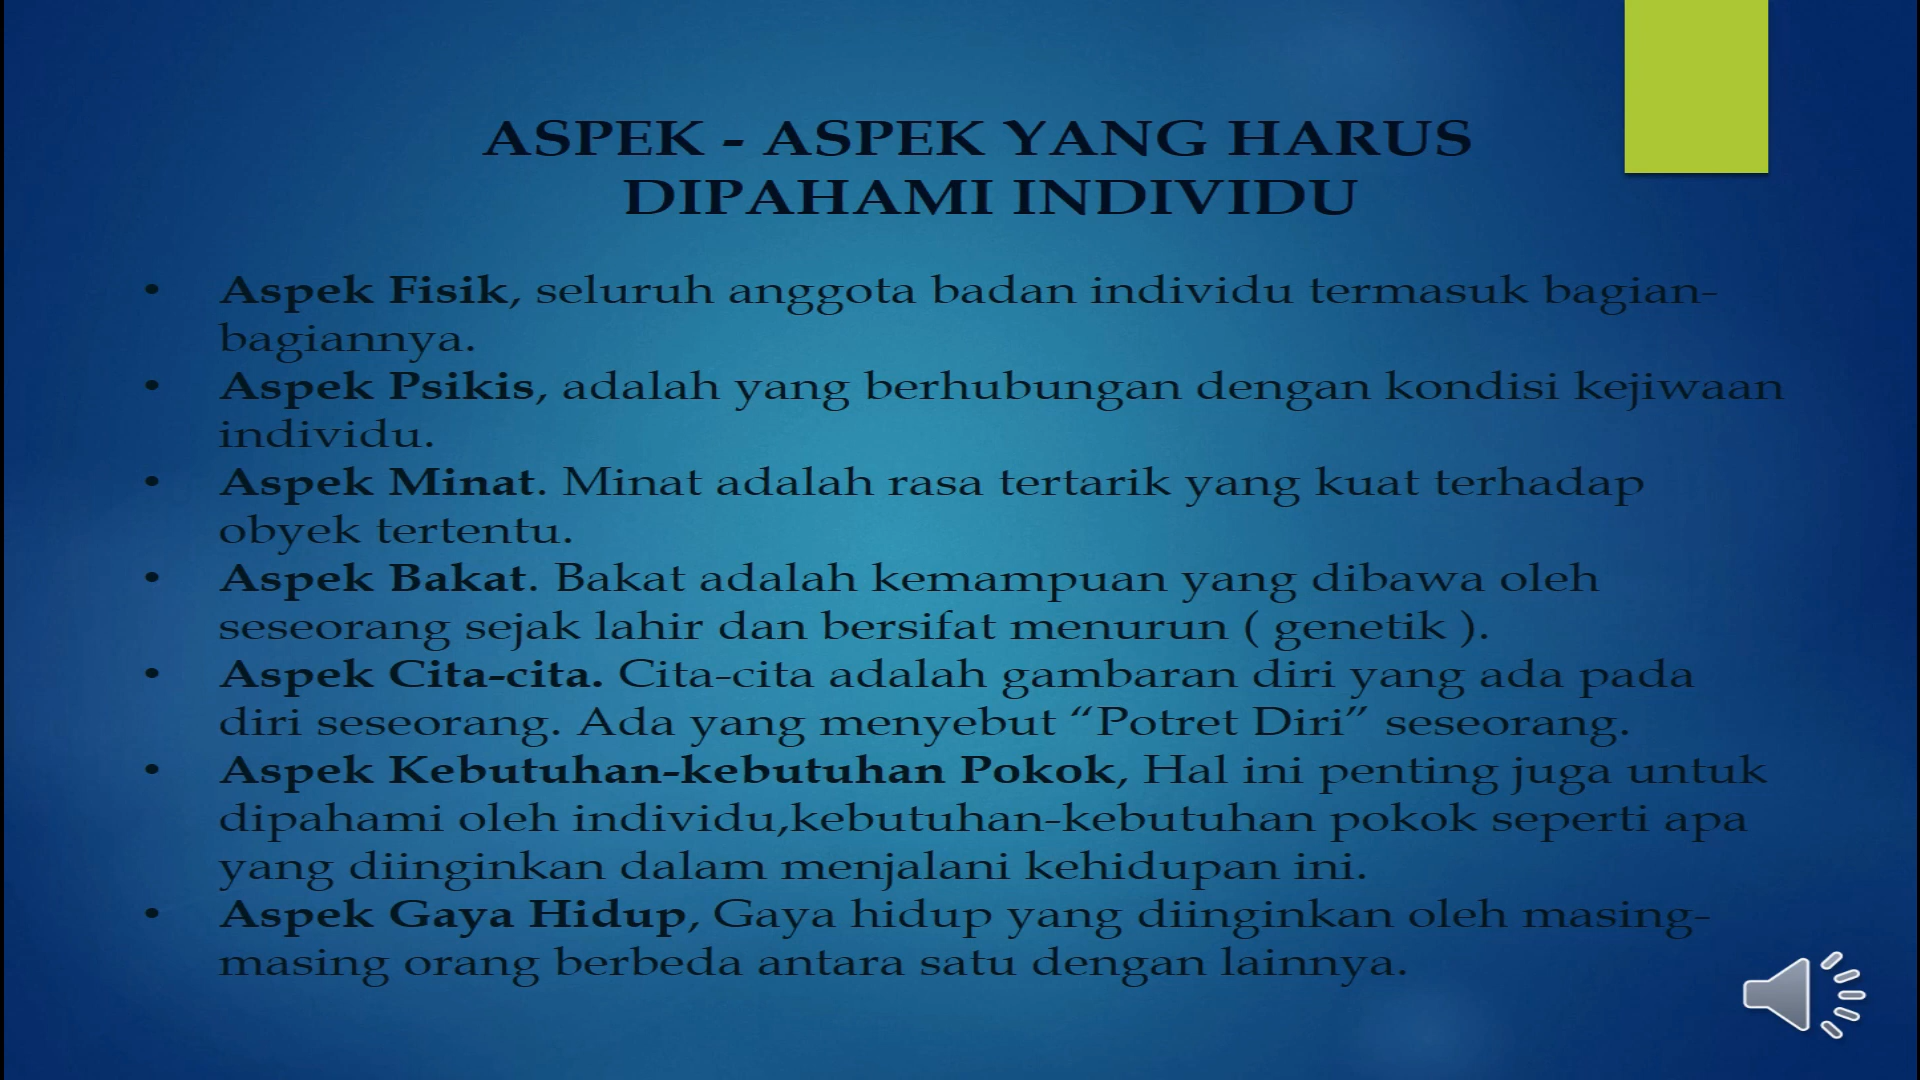 ASPEK - ASPEK YANG HARUS
DIPAHAMI INDIVIDU
• Aspek Fisik, seluruh anggota badan individu termasuk bagian-
bagiannya.
• Aspek Psikis, adalah yang berhubungan dengan kondisi kejiwaan
individu.
• Aspek Minat. Minat adalah rasa tertarik yang kuat terhadap
obyek tertentu.
• Aspek Bakat. Bakat adalah kemampuan yang dibawa oleh
seseorang sejak lahir dan bersifat menurun ( genetik ).
• Aspek Cita-cita. Cita-cita adalah gambaran diri yang ada pada
diri seseorang. Ada yang menyebut “Potret Diri” seseorang.
• Aspek Kebutuhan-kebutuhan Pokok, Hal ini penting juga untuk
dipahami oleh individu,kebutuhan-kebutuhan pokok seperti apa
yang diinginkan dalam menjalani kehidupan ini.
• Aspek Gaya Hidup, Gaya hidup yang diinginkan oleh masing-
masing orang berbeda antara satu dengan lainnya.